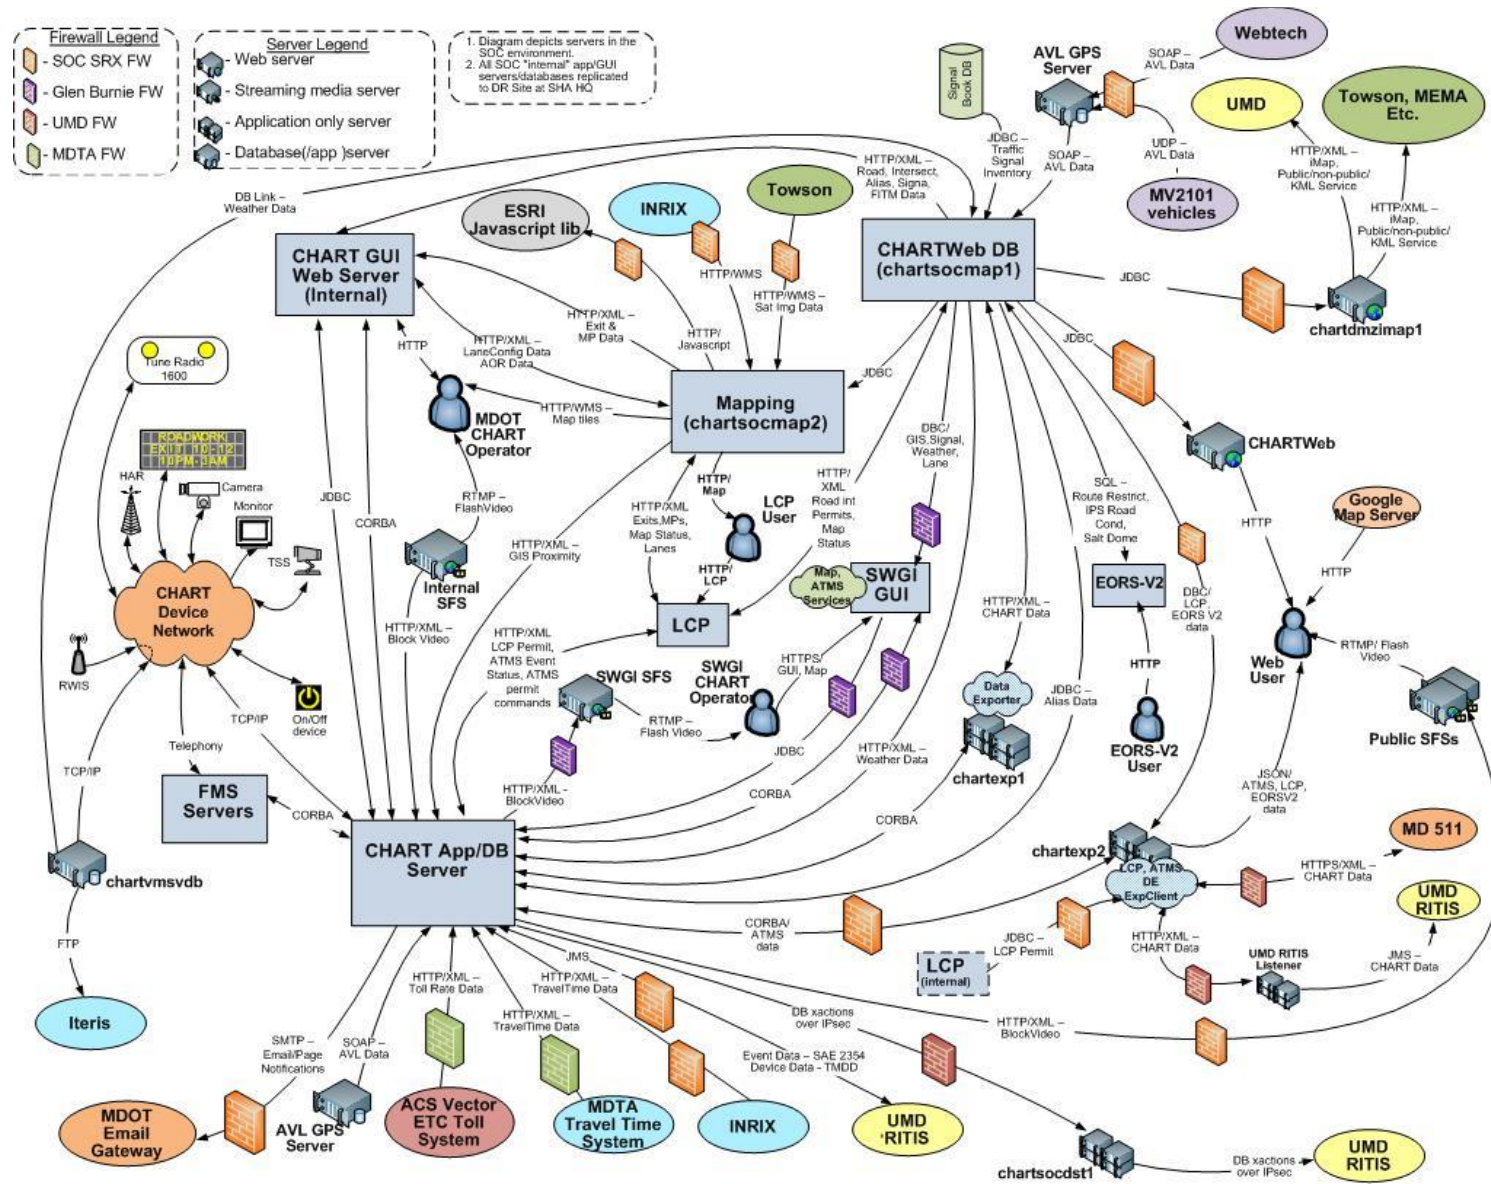 Firewall Legend
- SOC SRX FW
- Glen Burnie FW
- UMD FW
- MDTA FW
Server Legend
- Web server
- Streaming media server
- Application only server
- Database(/app )server
1. Diagram depicts servers in the
SOC environment.
2. All SOC "internal" app/GUI
servers/databases replicated
to DR Site at SHA HQ
Signal
Book DB
AVL GPS
Server
SOAP –
AVL Data
Webtech
UMD
Towson, MEMA
Etc.
JDBC –
Traffic
Signal
Inventory
SOAP –
AVL Data
UDP –
AVL Data
MV2101
vehicles
HTTP/XML –
iMap,
Public/non-public/
KML Service
HTTP/XML –
iMap,
Public/non-public/
KML Service
DB Link –
Weather Data
HTTP/XML –
Road, Intersect,
Alias, Signa,
FITM Data
ESRI
Javascript lib
INRIX
Towson
CHART GUI
Web Server
(Internal)
CHARTWeb DB
(chartsocmap1)
JDBC
chartdmzimap1
HTTP/WMS
HTTP/WMS –
Sat Img Data
HTTP/XML –
Exit &
MP Data
HTTP/
Javascript
HTTP
HTTP/XML –
LaneConfig Data
AOR Data
JDBC
JDBC
Tune Radio
1600
Mapping
(chartsocmap2)
HTTP/WMS –
Map tiles
MDOT
CHART
Operator
ROADWORK
EXIT 10-12
10PM-3AM
HAR
Camera
Monitor
TSS
JDBC
CORBA
RTMP –
FlashVideo
HTTP/XML
Exits,MPs,
Map Status,
Lanes
HTTP/
Map
LCP
User
HTTP/
LCP
HTTP/
XML
Road int
Permits,
Map
Status
DBC/
GIS,Signal,
Weather,
Lane
SQL –
Route Restrict,
IPS Road
Cond,
Salt Dome
CHARTWeb
Google
Map Server
HTTP
HTTP
HTTP/XML –
GIS Proximity
Internal
SFS
CHART
Device
Network
RWIS
On/Off
device
HTTP/XML –
Block Video
LCP
Map,
ATMS
Services
SWGI
GUI
EORS-V2
HTTP/XML –
CHART Data
DBC/
LCP,
EORS V2
data
HTTP
Web
User
RTMP/ Flash
Video
HTTP/XML
LCP Permit,
ATMS Event
Status, ATMS
permit
commands
SWGI SFS
SWGI
CHART
Operator
HTTPS/
GUI, Map
RTMP –
Flash Video
Data
Exporter
chartexp1
JDBC –
Alias Data
EORS-V2
User
Public SFSs
TCP/IP
Telephony
TCP/IP
JDBC
HTTP/XML –
Weather Data
CORBA
CORBA
HTTP/XML -
BlockVideo
FMS
Servers
CORBA
JSON/
ATMS, LCP,
EORSV2
data
MD 511
CHART App/DB
Server
chartvmsvdb
chartexp2
LCP, ATMS
DE
ExpClient
HTTPS/XML –
CHART Data
UMD
RITIS
FTP
CORBA/
ATMS
data
JDBC –
LCP Permit
HTTP/XML –
CHART Data
LCP
(internal)
UMD RITIS
Listener
JMS –
CHART Data
Iteris
HTTP/XML –
Toll Rate Data
JMS
HTTP/XML –
TravelTime Data
HTTP/XML –
TravelTime Data
DB xactions
over IPsec
HTTP/XML –
BlockVideo
SMTP –
Email/Page
Notifications
SOAP –
AVL Data
Event Data – SAE 2354
Device Data - TMDD
MDOT
Email
Gateway
AVL GPS
Server
ACS Vector
ETC Toll
System
MDTA
Travel Time
System
INRIX
UMD
RITIS
chartsocdst1
DB xactions
over IPsec
UMD
RITIS